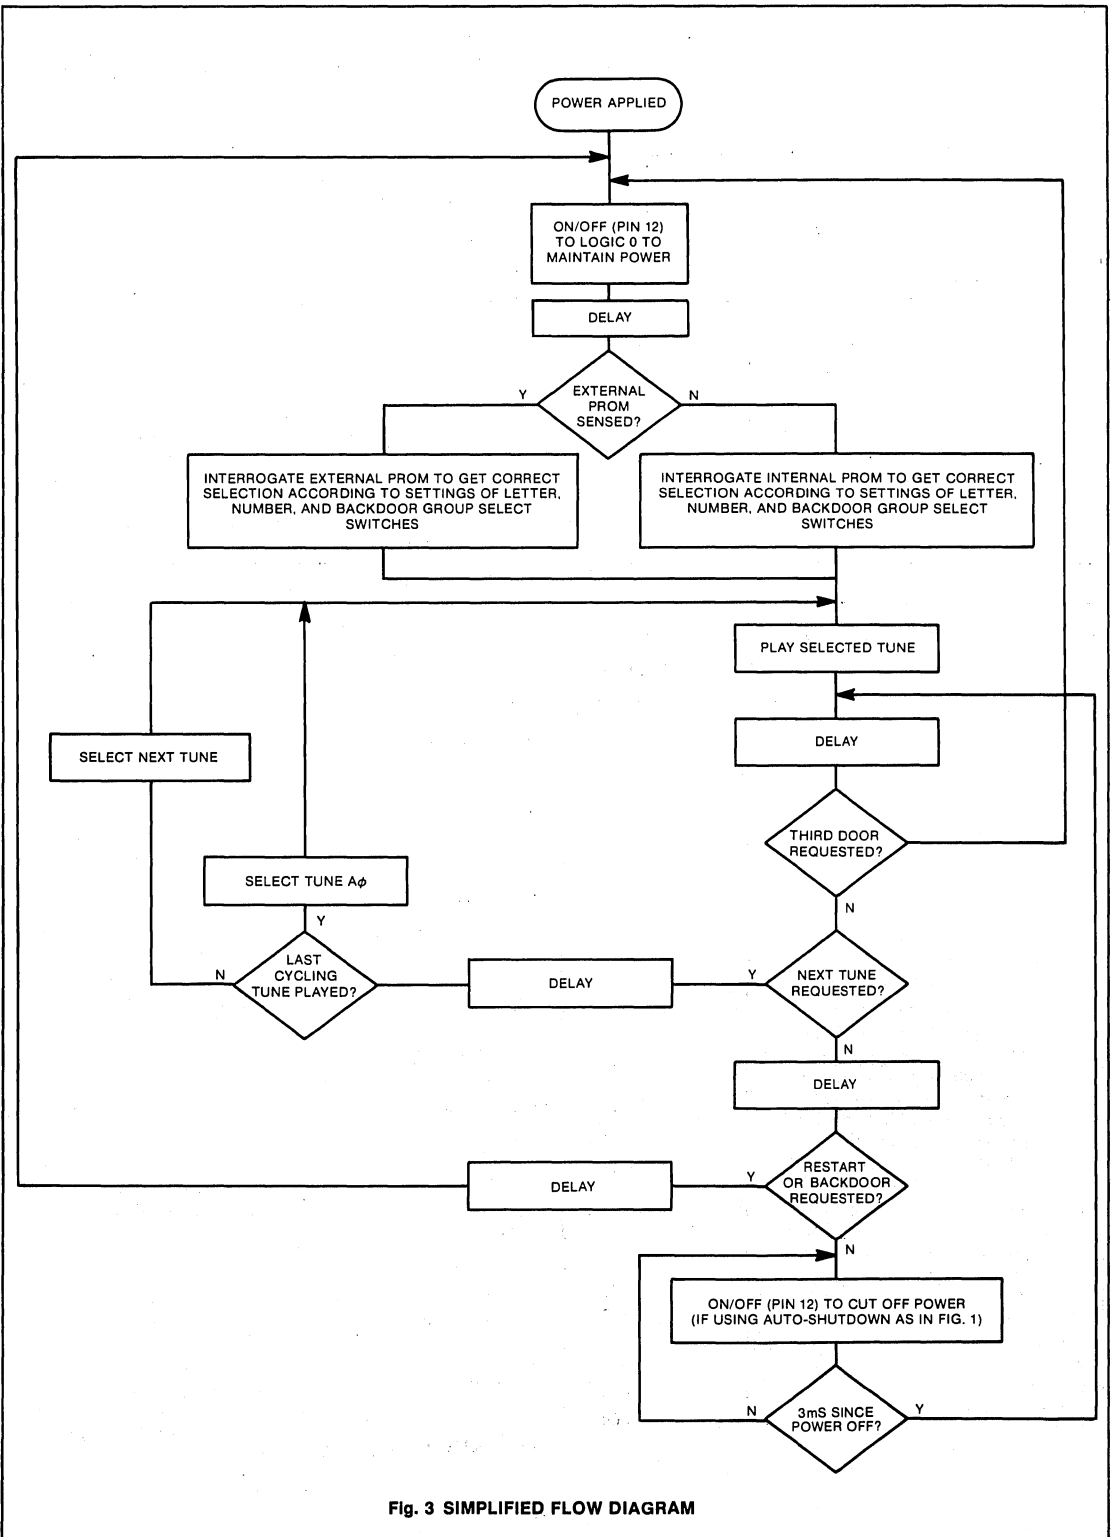 POWER APPLIED
ON/OFF (PIN 12)
TO LOGIC 0 TO
MAINTAIN POWER
DELAY
EXTERNAL
PROM
SENSED?
Y
N
INTERROGATE EXTERNAL PROM TO GET CORRECT
SELECTION ACCORDING TO SETTINGS OF LETTER,
NUMBER, AND BACKDOOR GROUP SELECT
SWITCHES
INTERROGATE INTERNAL PROM TO GET CORRECT
SELECTION ACCORDING TO SETTINGS OF LETTER,
NUMBER, AND BACKDOOR GROUP SELECT
SWITCHES
PLAY SELECTED TUNE
DELAY
SELECT NEXT TUNE
THIRD DOOR
REQUESTED?
N
SELECT TUNE Aϕ
Y
LAST
CYCLING
TUNE PLAYED?
N
DELAY
Y
NEXT TUNE
REQUESTED?
N
DELAY
RESTART
OR BACKDOOR
REQUESTED?
Y
DELAY
N
ON/OFF (PIN 12) TO CUT OFF POWER
(IF USING AUTO-SHUTDOWN AS IN FIG. 1)
3mS SINCE
POWER OFF?
N
Y
Fig. 3 SIMPLIFIED FLOW DIAGRAM